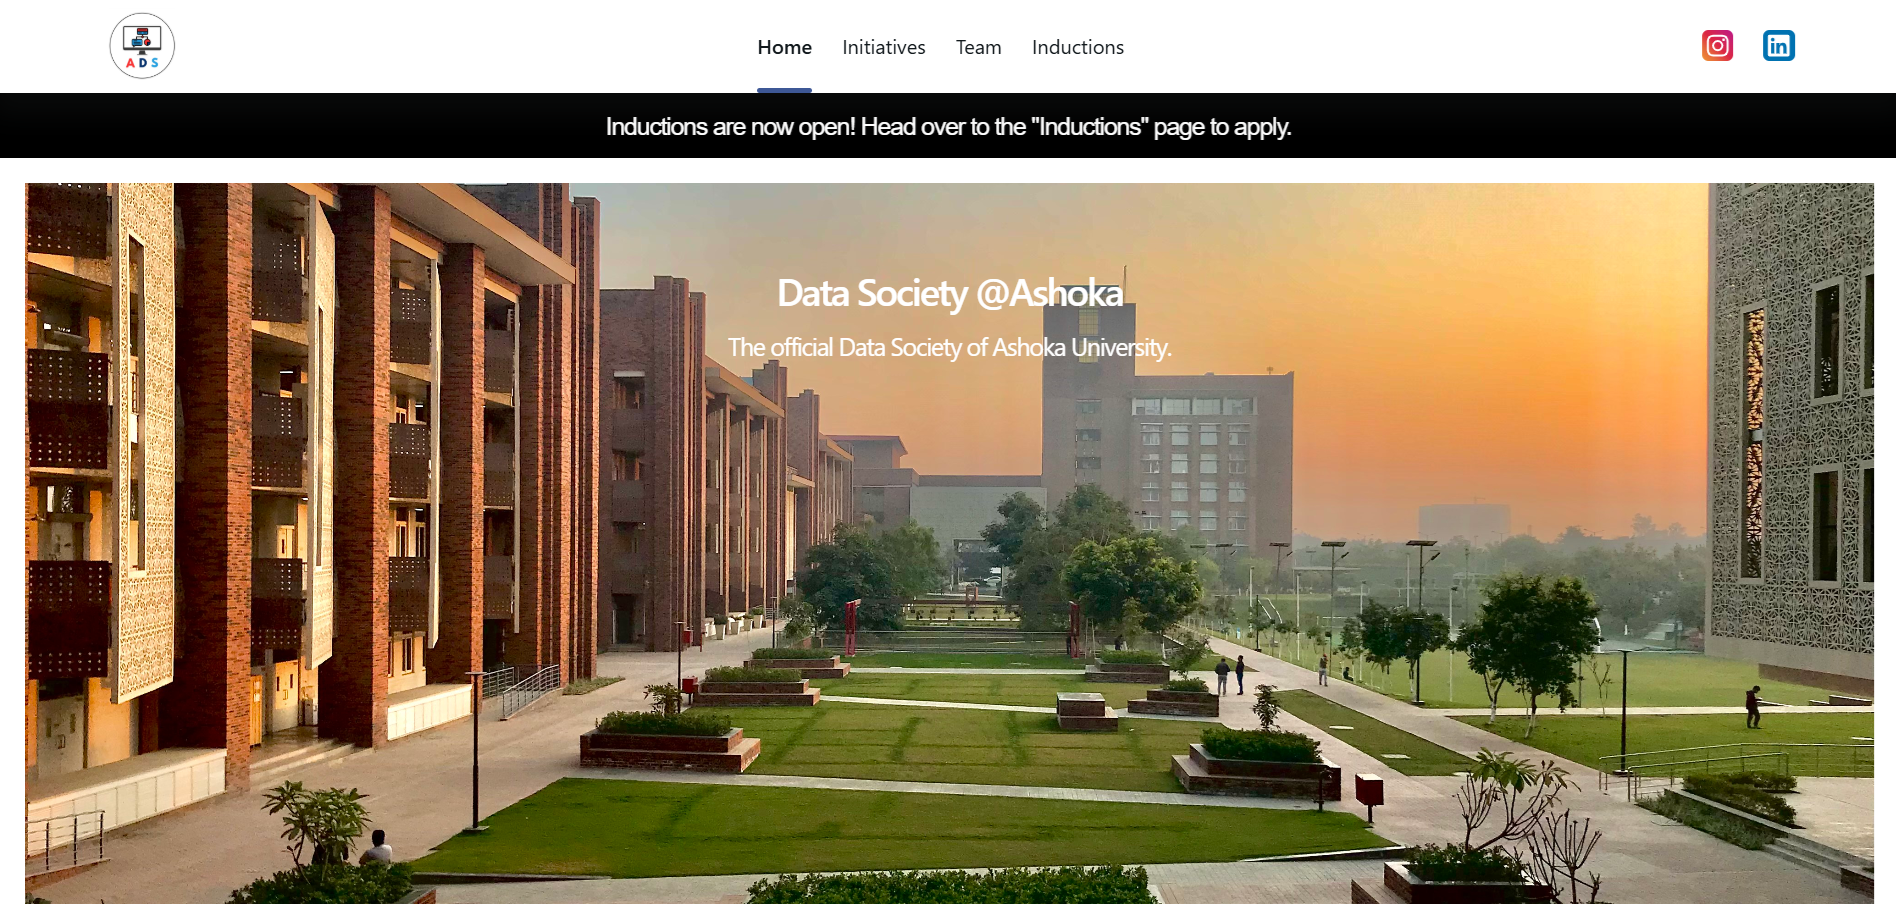 ADS
Home Initiatives Team Inductions
Inductions are now open! Head over to the "Inductions" page to apply.
Data Society @Ashoka
The official Data Society of Ashoka University.